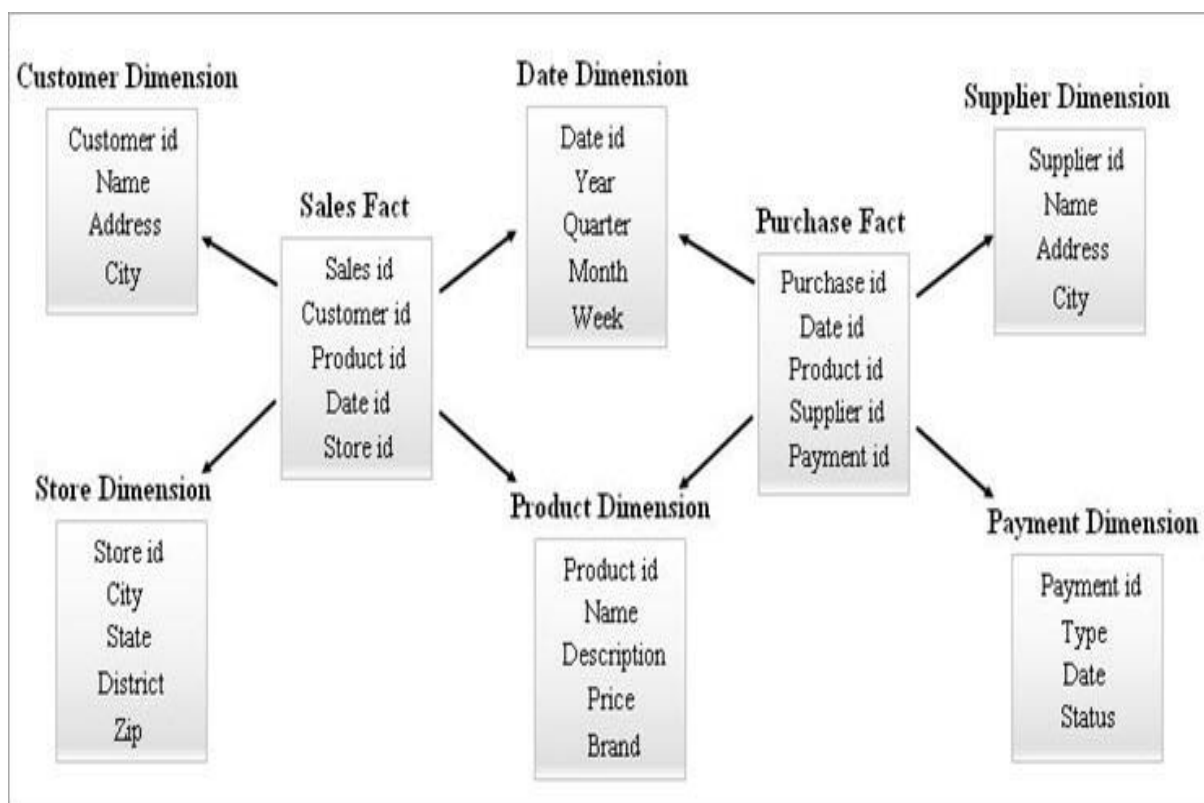 Customer Dimension
Customer id
Name
Address
City
Sales Fact
Sales id
Customer id
Product id
Date id
Store id
Date Dimension
Date id
Year
Quarter
Month
Week
Purchase Fact
Purchase id
Date id
Product id
Supplier id
Payment id
Supplier Dimension
Supplier id
Name
Address
City
Store Dimension
Store id
City
State
District
Zip
Product Dimension
Product id
Name
Description
Price
Brand
Payment Dimension
Payment id
Type
Date
Status